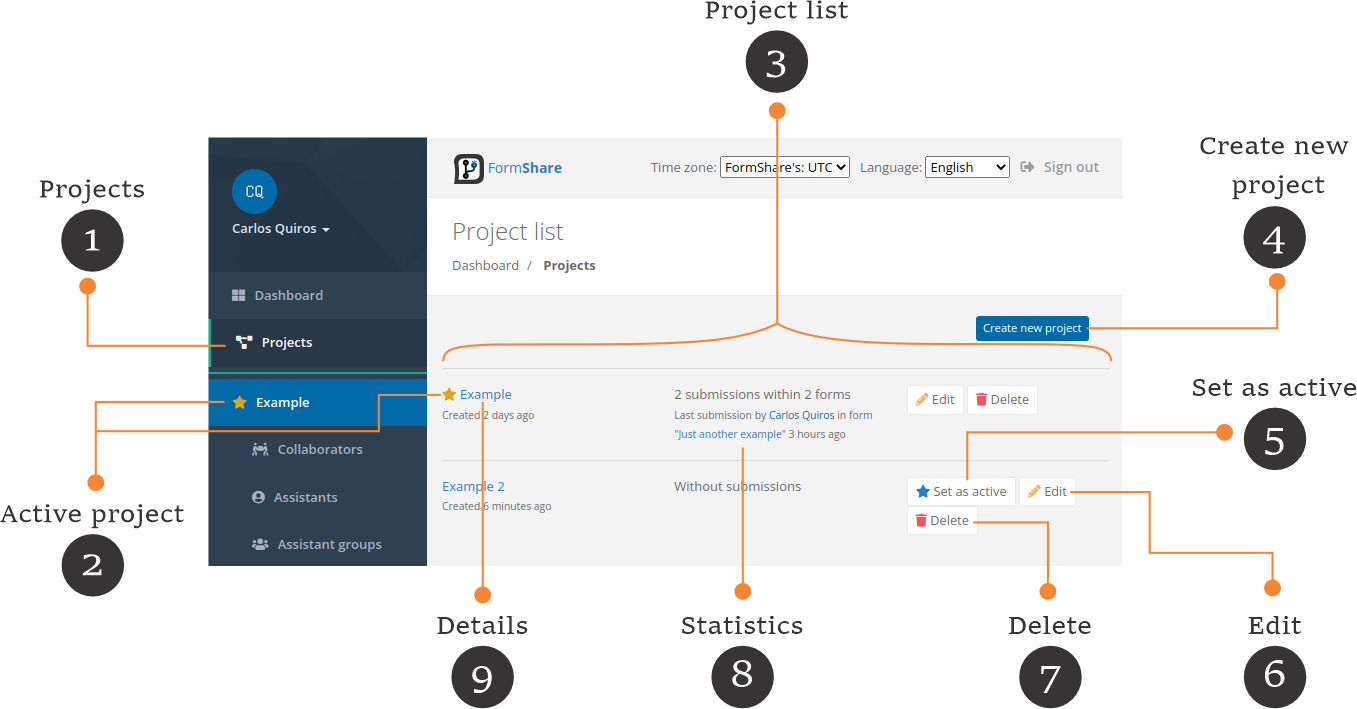 Project list
3
Create new
project
4
Projects
1
CQ
Carlos Quiros
FormShare
Time zone: FormShare's: UTC Language: English Sign out
Project list
Dashboard / Projects
Dashboard
Projects
Create new project
Example
Collaborators
Assistants
Assistant groups
Example
Created 2 days ago
2 submissions within 2 forms
Last submission by Carlos Quiros in form
"Just another example" 3 hours ago
Edit Delete
Example 2
Created 6 minutes ago
Without submissions
Set as active Edit
Delete
Set as active
5
Active project
2
Details
9
Statistics
8
Delete
7
Edit
6